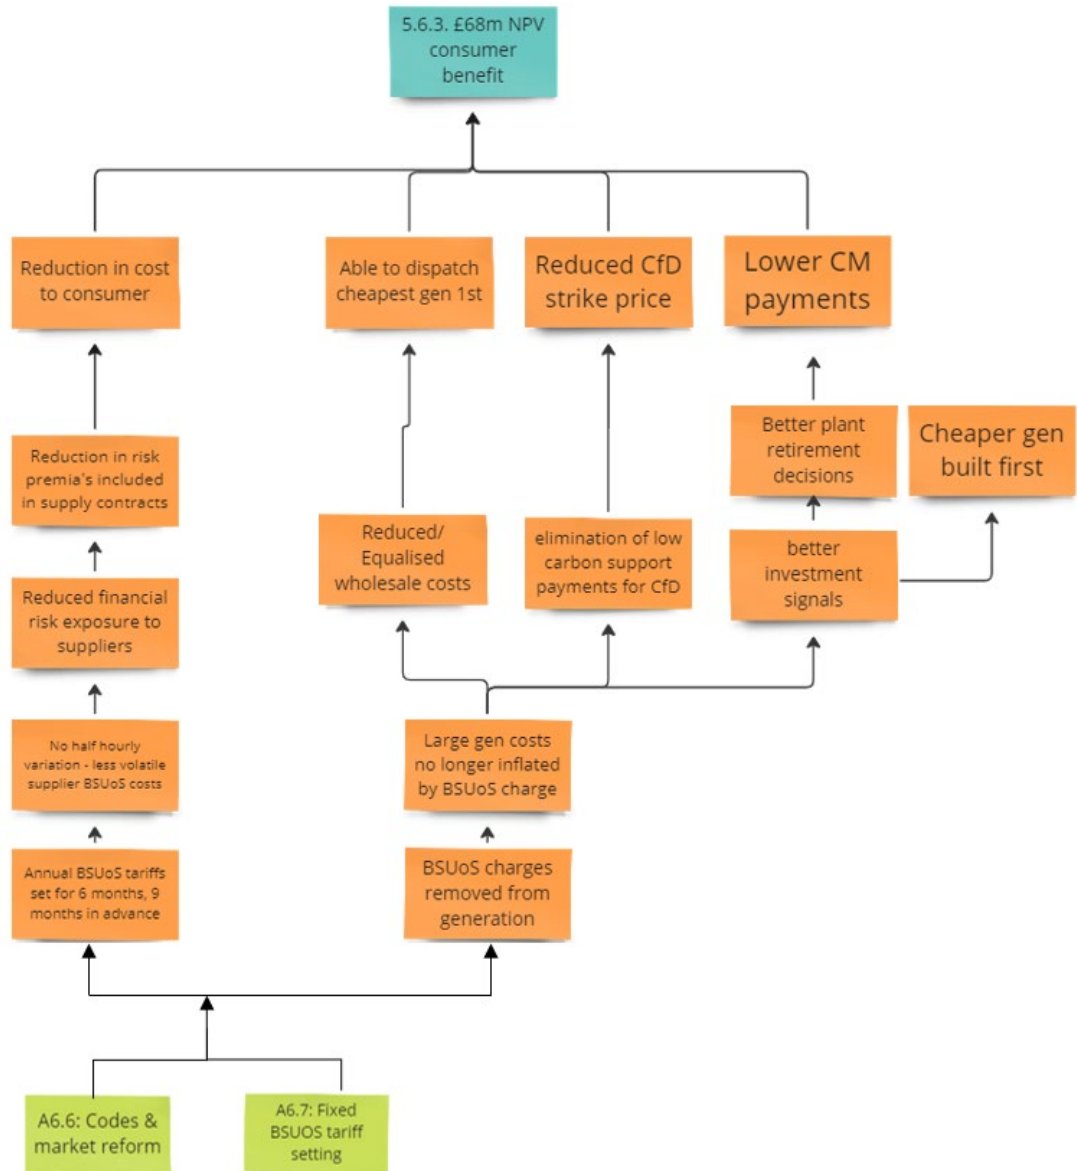 5.6.3. £68m NPV
consumer
benefit
Reduction in cost
to consumer
Able to dispatch
cheapest gen 1st
Reduced CfD
strike price
Lower CM
payments
Reduction in risk
premia's included
in supply contracts
Better plant
retirement
decisions
Cheaper gen
built first
Reduced/
Equalised
wholesale costs
elimination of low
carbon support
payments for CfD
better
investment
signals
Reduced financial
risk exposure to
suppliers
No half hourly
variation - less volatile
supplier BSUoS costs
Large gen costs
no longer inflated
by BSUoS charge
Annual BSUoS tariffs
set for 6 months, 9
months in advance
BSUoS charges
removed from
generation
A6.6: Codes &
market reform
A6.7: Fixed
BSUOS tariff
setting